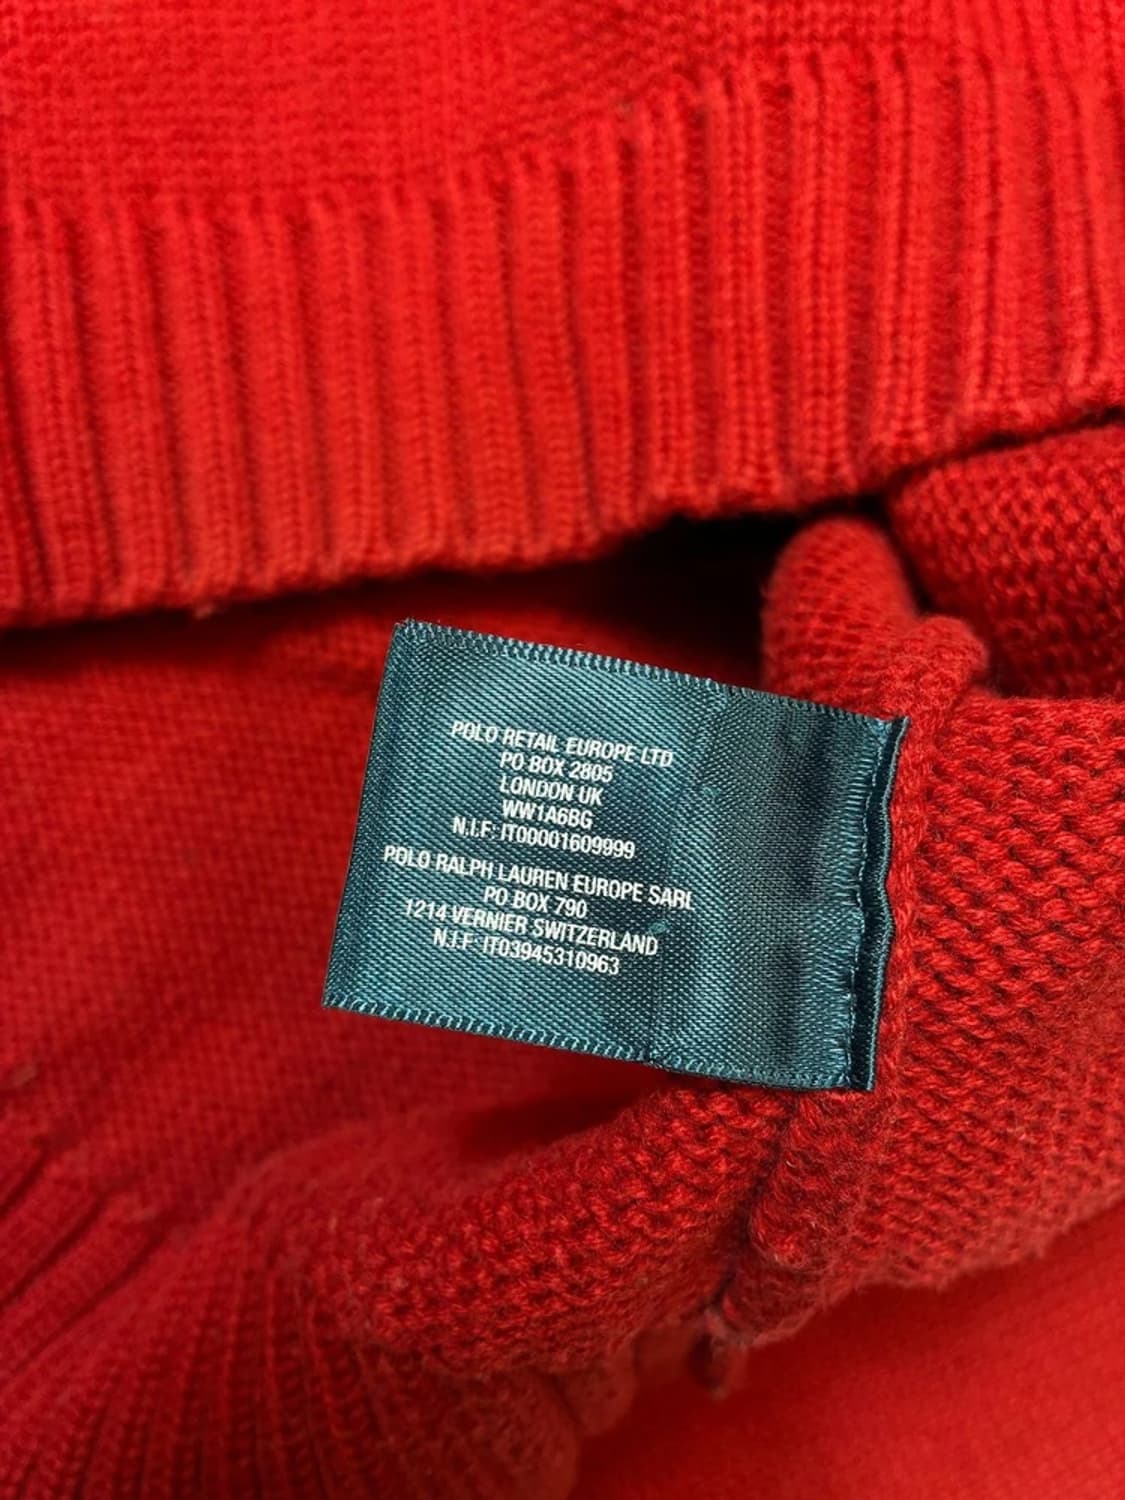 POLO RETAIL EUROPE LTD
PO BOX 2805
LONDON UK
WW1A6BG
N.I.F: IT00001609999
POLO RALPH LAUREN EUROPE SARL
PO BOX 790
1214 VERNIER SWITZERLAND
N.I.F: IT03945310963